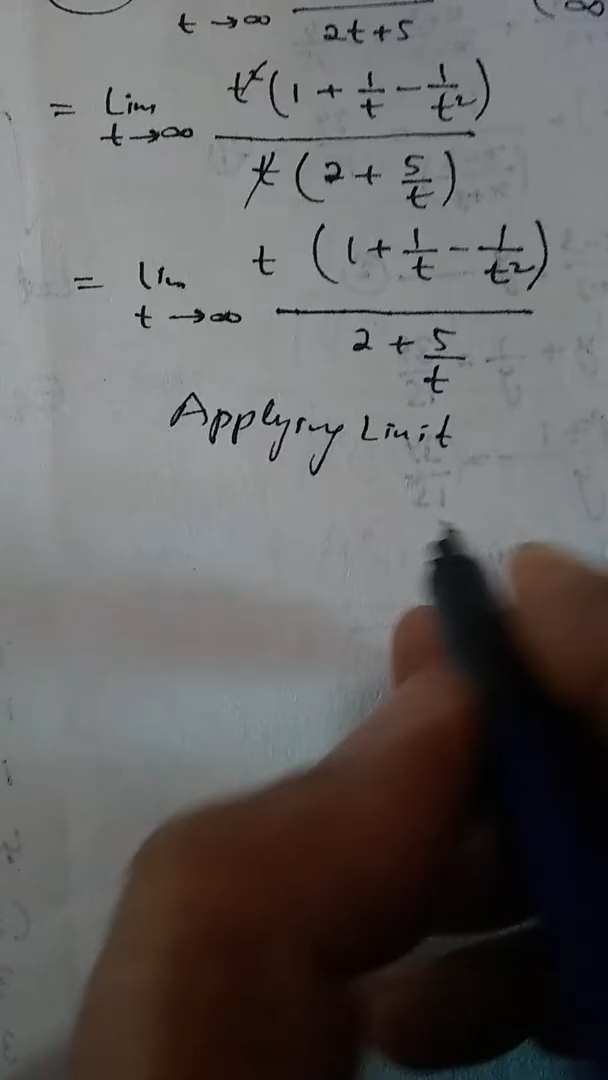 t → ∞ 2t + 5 (∞
= Lim t → ∞ t²(1 + 1/t − 1/t²) / t(2 + 5/t)
= lim t → ∞ t (1 + 1/t − 1/t²) / 2 + 5/t
Applying Limit